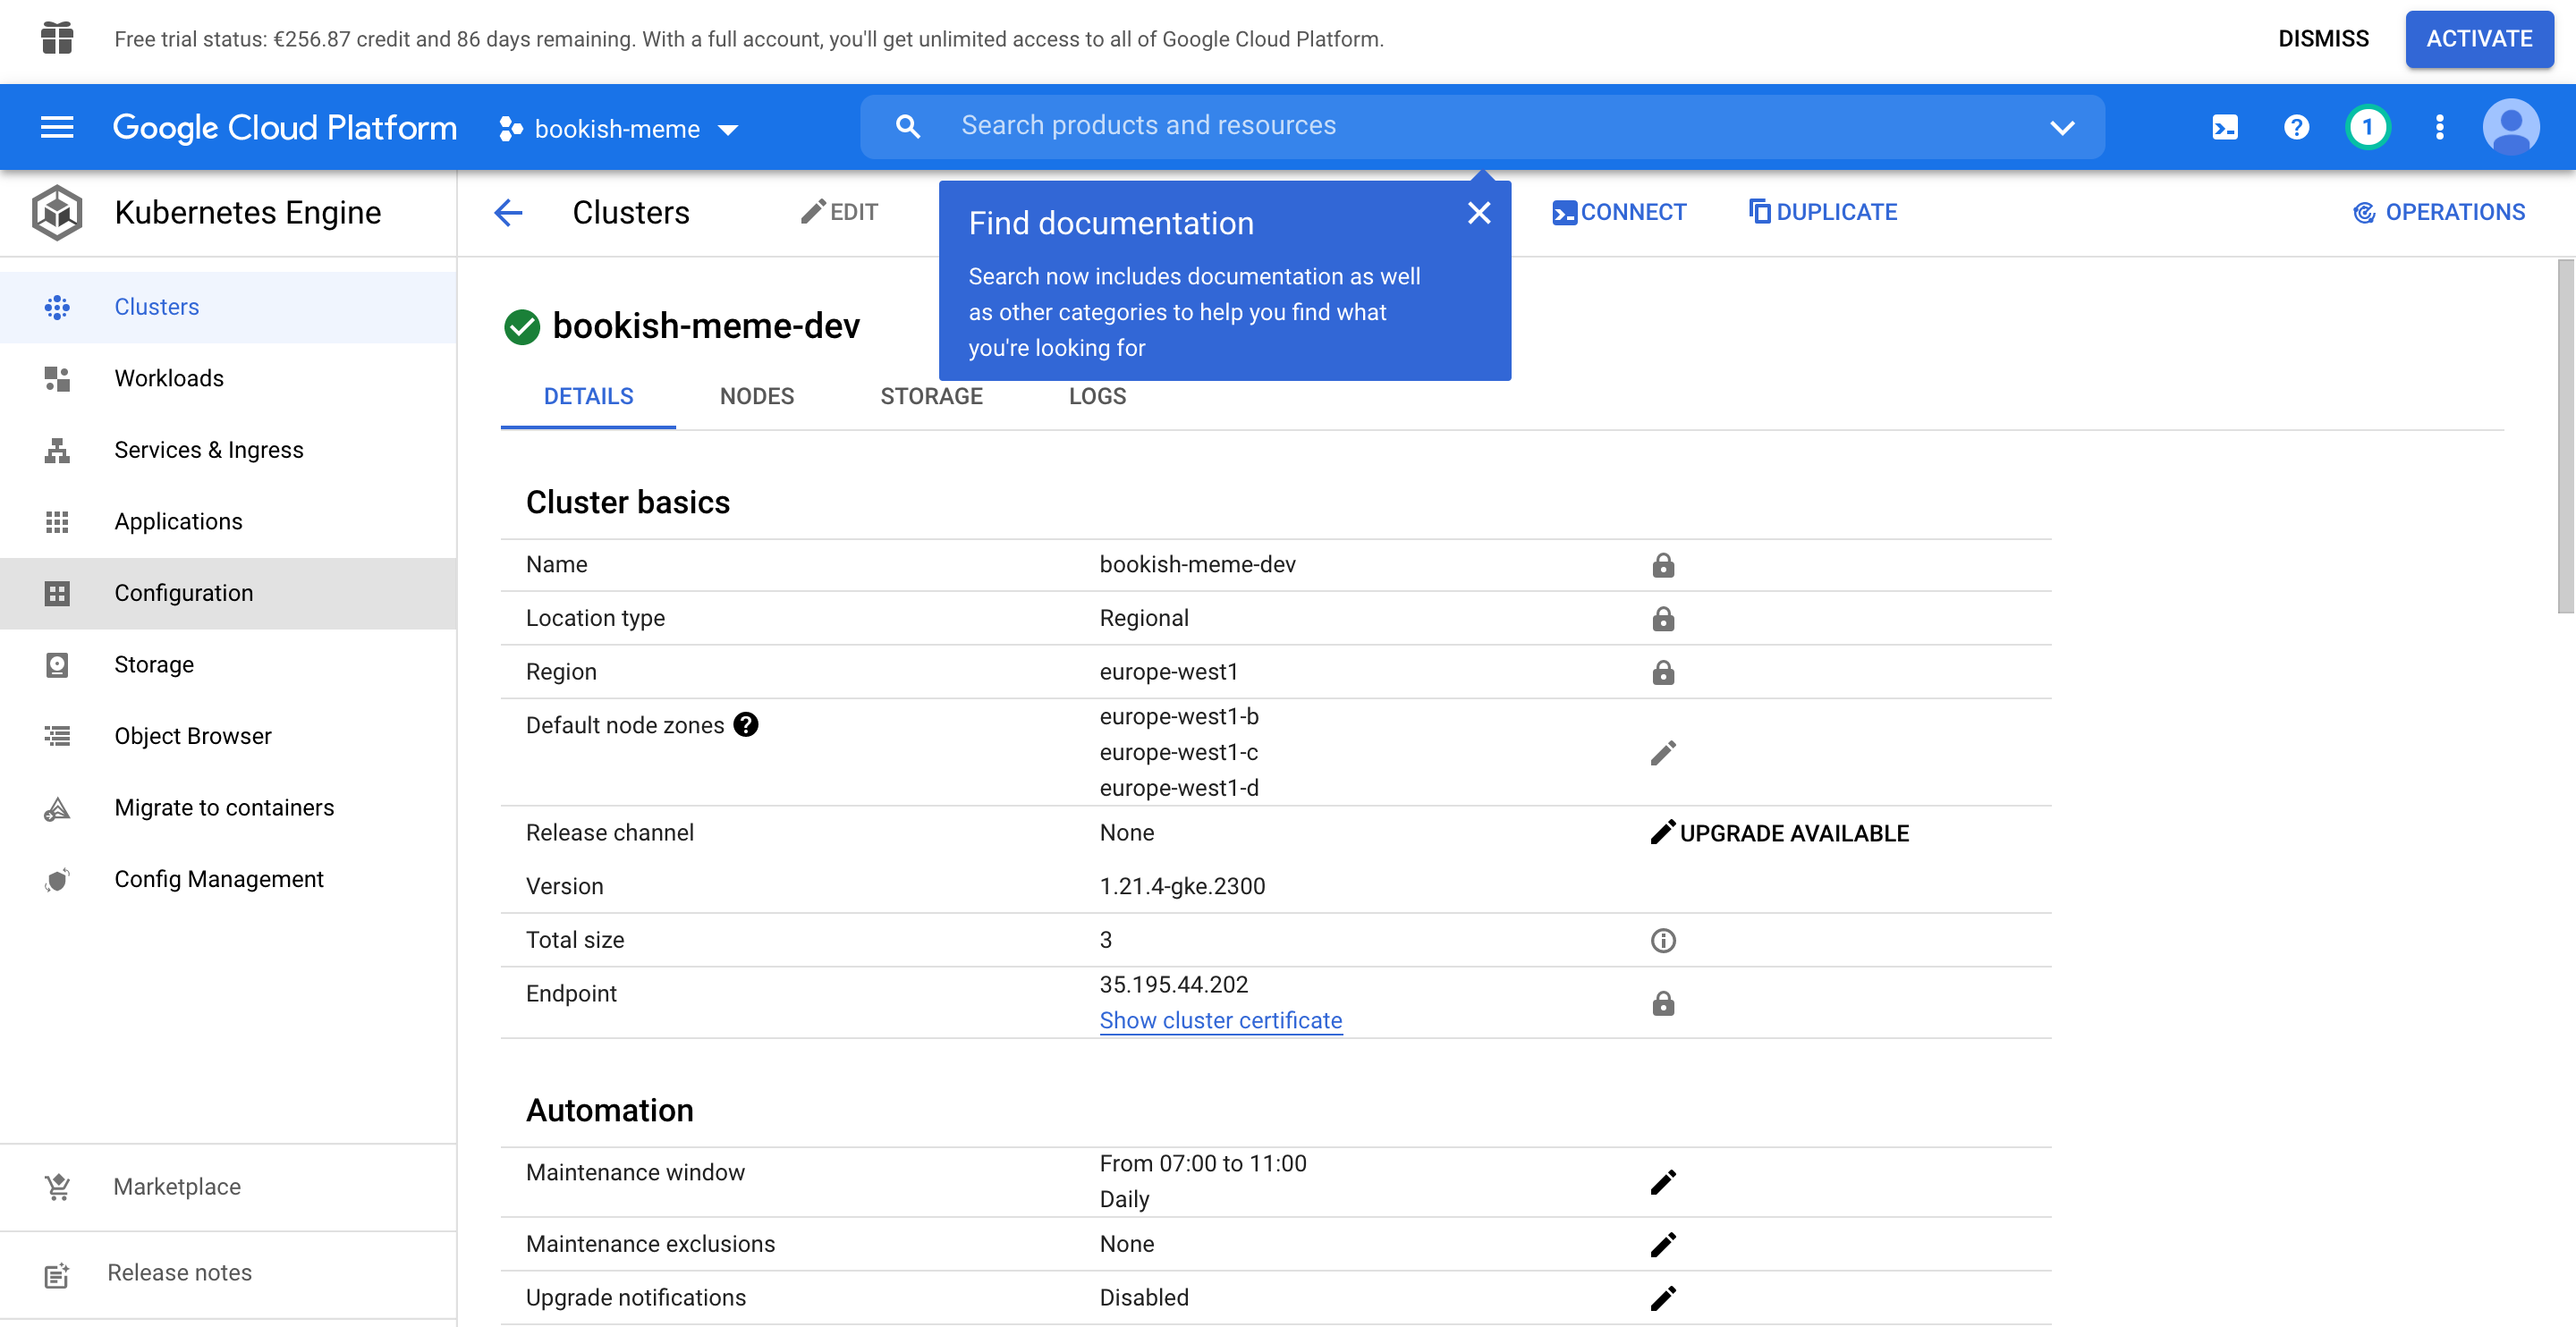 Free trial status: €256.87 credit and 86 days remaining. With a full account, you'll get unlimited access to all of Google Cloud Platform.
DISMISS
ACTIVATE
Google Cloud Platform
bookish-meme
Search products and resources
1
Kubernetes Engine
Clusters
Workloads
Services & Ingress
Applications
Configuration
Storage
Object Browser
Migrate to containers
Config Management
Marketplace
Release notes
Clusters
EDIT
CONNECT
DUPLICATE
OPERATIONS
Find documentation
Search now includes documentation as well
as other categories to help you find what
you're looking for
bookish-meme-dev
DETAILS
NODES
STORAGE
LOGS
Cluster basics
Name
bookish-meme-dev
Location type
Regional
Region
europe-west1
Default node zones
europe-west1-b
europe-west1-c
europe-west1-d
Release channel
None
UPGRADE AVAILABLE
Version
1.21.4-gke.2300
Total size
3
Endpoint
35.195.44.202
Show cluster certificate
Automation
Maintenance window
From 07:00 to 11:00
Daily
Maintenance exclusions
None
Upgrade notifications
Disabled